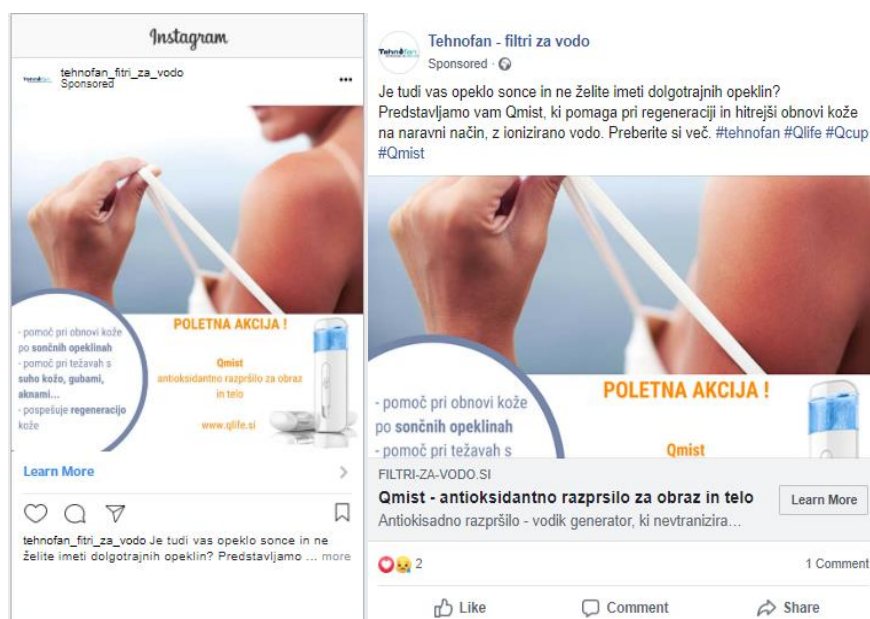 Instagram
Tehnofan
tehnofan_fitri_za_vodo
Sponsored
- pomoč pri obnovi kože
po sončnih opeklinah
- pomoč pri težavah s
suho kožo, gubami,
aknami...
- pospešuje regeneracijo
kože
POLETNA AKCIJA !
Qmist
antioksidantno razpršilo za obraz
in telo
www.qlife.si
Learn More
tehnofan_fitri_za_vodo Je tudi vas opeklo sonce in ne
želite imeti dolgotrajnih opeklin? Predstavljamo ... more
Tehnofan
Tehnofan - filtri za vodo
Sponsored ·
Je tudi vas opeklo sonce in ne želite imeti dolgotrajnih opeklin?
Predstavljamo vam Qmist, ki pomaga pri regeneraciji in hitrejši obnovi kože
na naravni način, z ionizirano vodo. Preberite si več. #tehnofan #Qlife #Qcup
#Qmist
- pomoč pri obnovi kože
po sončnih opeklinah
- pomoč pri težavah s
POLETNA AKCIJA !
Qmist
FILTRI-ZA-VODO.SI
Qmist - antioksidantno razprsilo za obraz in telo
Antiokisadno razpršilo - vodik generator, ki nevtranizira…
Learn More
2
1 Comment
Like
Comment
Share